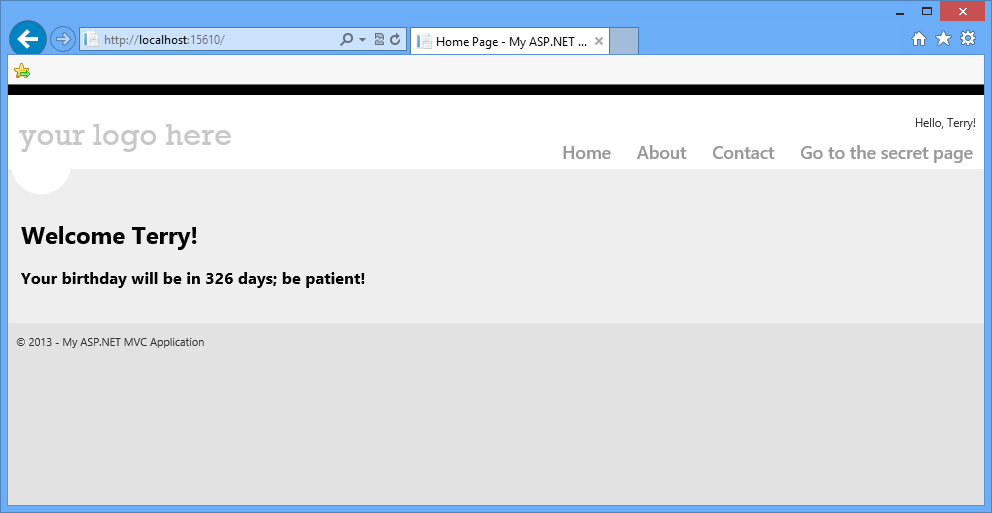 http://localhost:15610/
Home Page - My ASP.NET ...
your logo here
Hello, Terry!
Home About Contact Go to the secret page
Welcome Terry!
Your birthday will be in 326 days; be patient!
© 2013 - My ASP.NET MVC Application